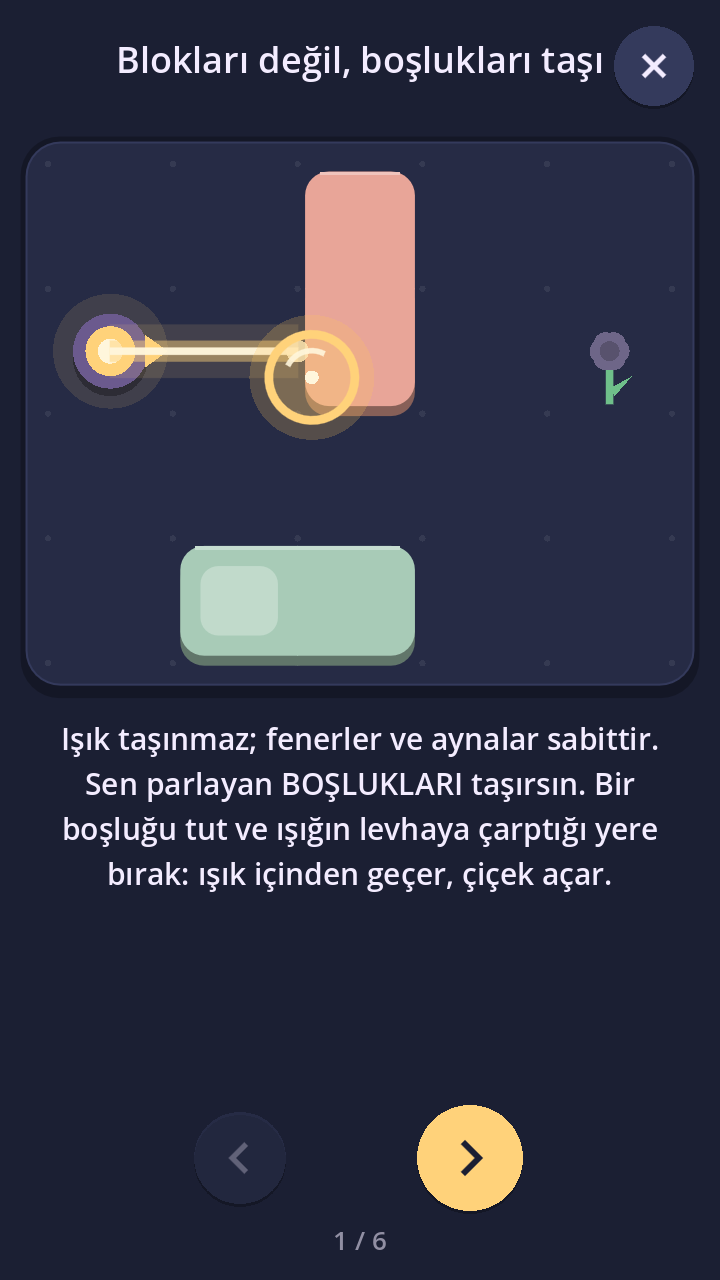 Blokları değil, boşlukları taşı
Işık taşınmaz; fenerler ve aynalar sabittir.
Sen parlayan BOŞLUKLARI taşırsın. Bir
boşluğu tut ve ışığın levhaya çarptığı yere
bırak: ışık içinden geçer, çiçek açar.
1 / 6